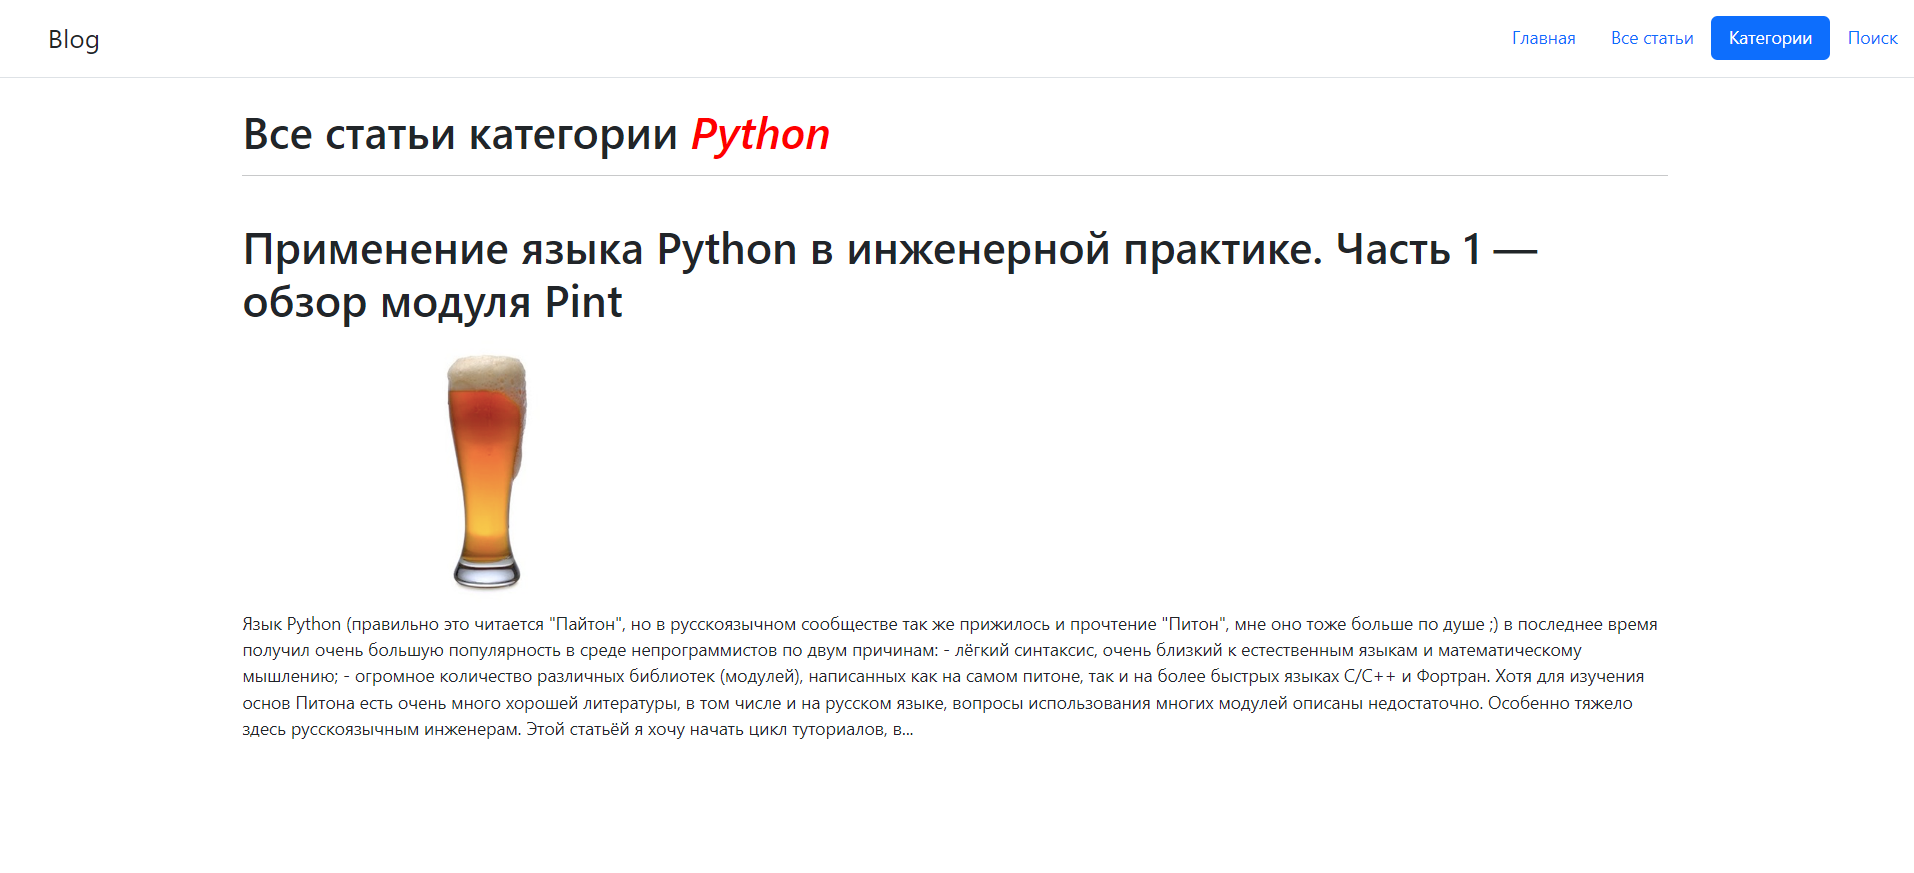 Blog
Главная Все статьи Категории Поиск
Все статьи категории Python
Применение языка Python в инженерной практике. Часть 1 —
обзор модуля Pint
Язык Python (правильно это читается "Пайтон", но в русскоязычном сообществе так же прижилось и прочтение "Питон", мне оно тоже больше по душе ;) в последнее время
получил очень большую популярность в среде непрограммистов по двум причинам: - лёгкий синтаксис, очень близкий к естественным языкам и математическому
мышлению; - огромное количество различных библиотек (модулей), написанных как на самом питоне, так и на более быстрых языках C/C++ и Фортран. Хотя для изучения
основ Питона есть очень много хорошей литературы, в том числе и на русском языке, вопросы использования многих модулей описаны недостаточно. Особенно тяжело
здесь русскоязычным инженерам. Этой статьёй я хочу начать цикл туториалов, в...